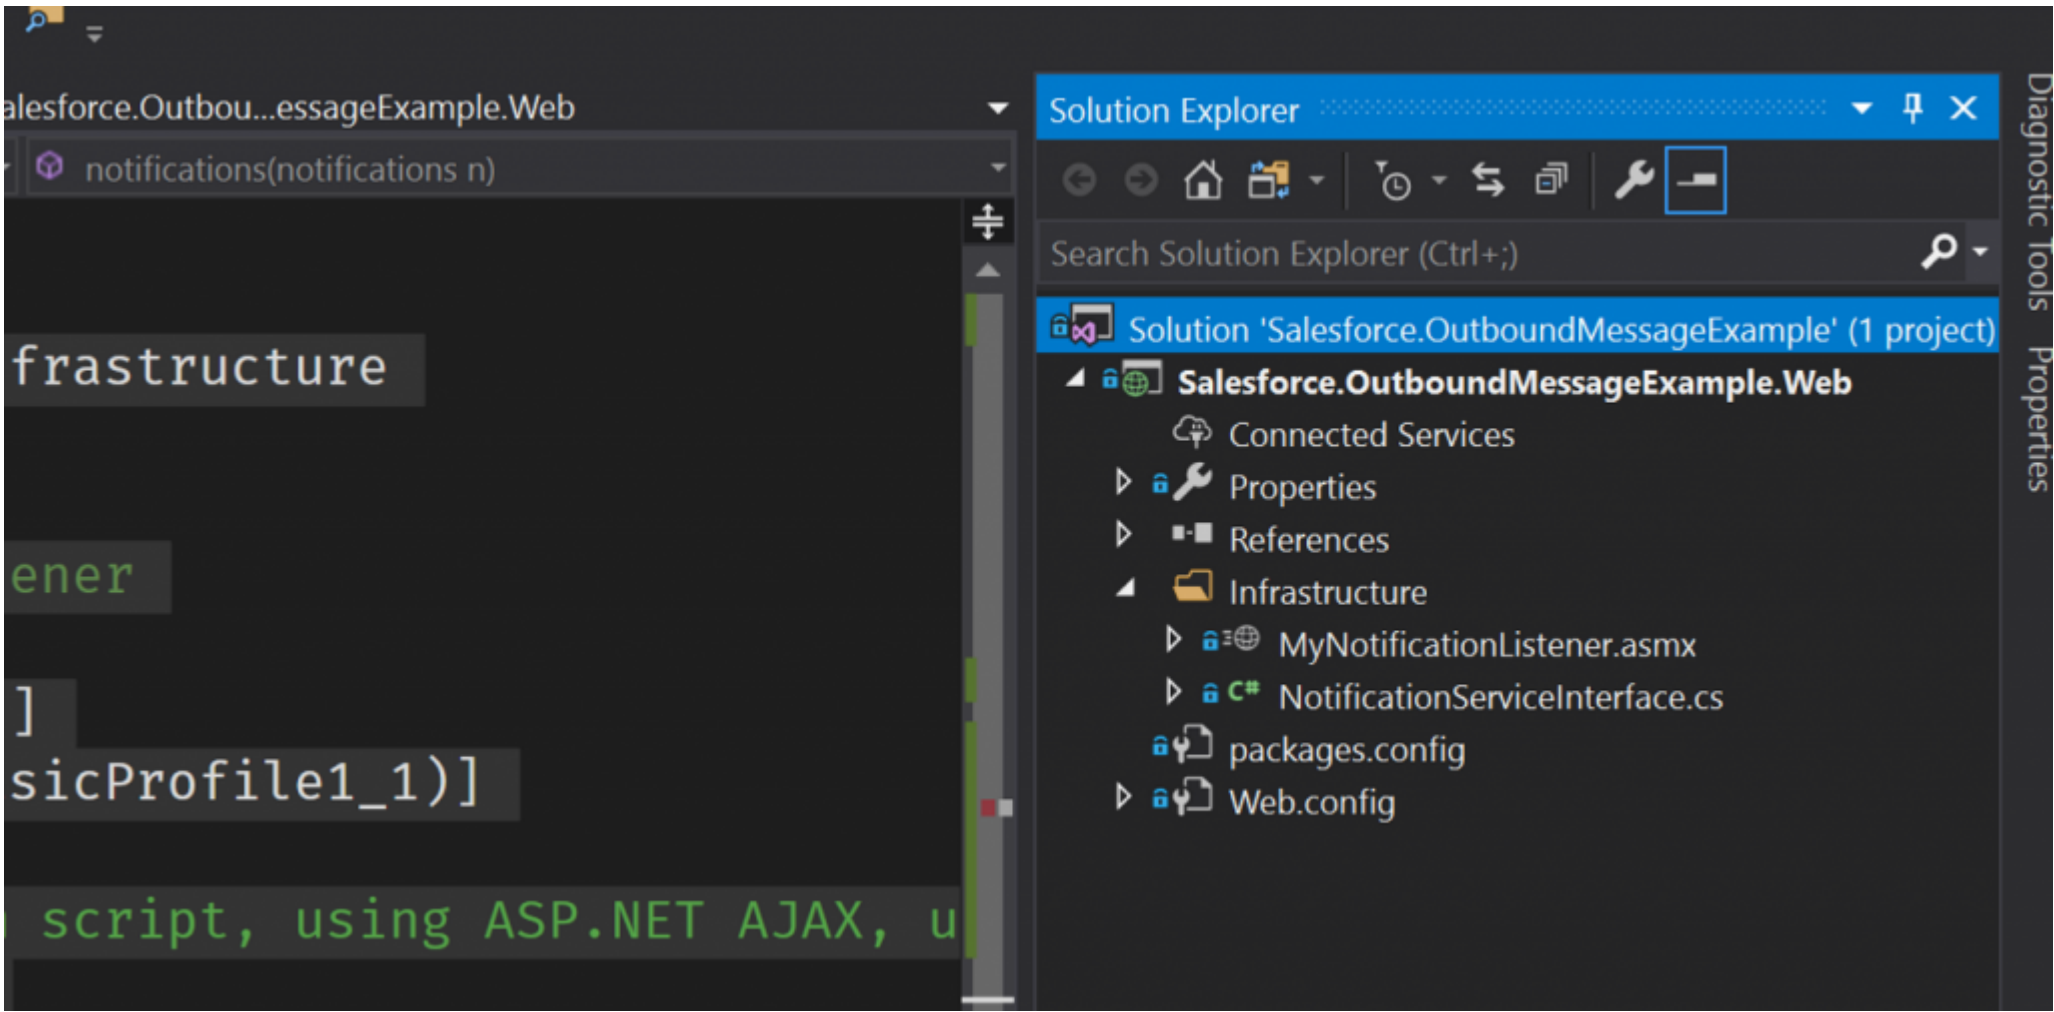 alesforce.Outbou...essageExample.Web
notifications(notifications n)
frastructure
ener
]
sicProfile1_1)]
script, using ASP.NET AJAX, u
Solution Explorer
Search Solution Explorer (Ctrl+;)
Solution 'Salesforce.OutboundMessageExample' (1 project)
Salesforce.OutboundMessageExample.Web
Connected Services
Properties
References
Infrastructure
MyNotificationListener.asmx
C# NotificationServiceInterface.cs
packages.config
Web.config
Diagnostic Tools
Properties